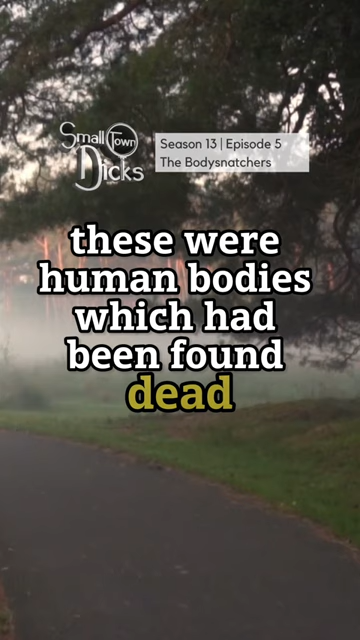 Small Town
Dicks
Season 13 | Episode 5
The Bodysnatchers
these were
human bodies
which had
been found
dead